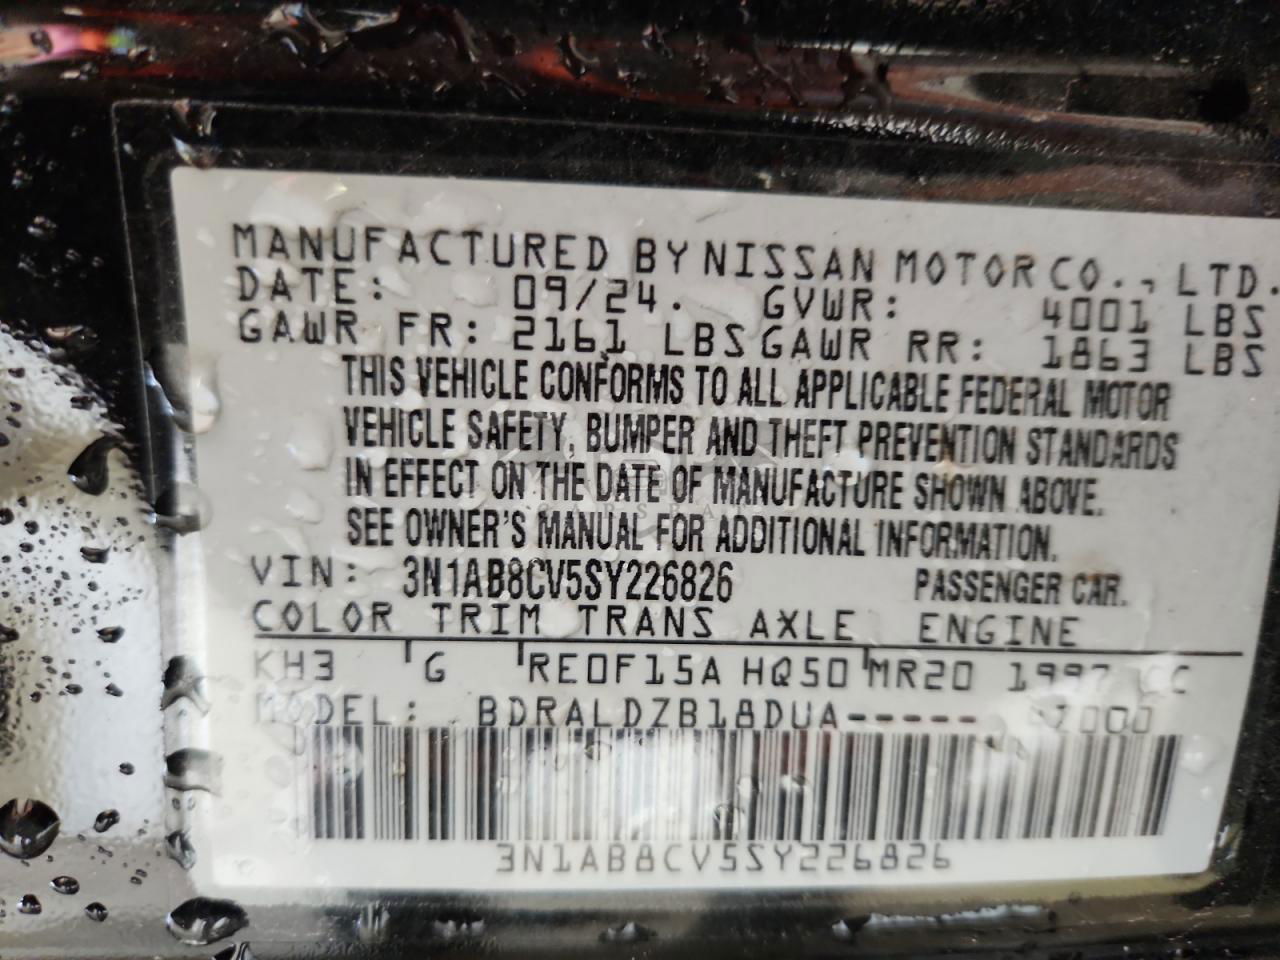 MANUFACTURED BY NISSAN MOTOR CO., LTD.
DATE: 09/24. GVWR: 4001 LBS
GAWR FR: 2161 LBS GAWR RR: 1863 LBS
THIS VEHICLE CONFORMS TO ALL APPLICABLE FEDERAL MOTOR
VEHICLE SAFETY, BUMPER AND THEFT PREVENTION STANDARDS
IN EFFECT ON THE DATE OF MANUFACTURE SHOWN ABOVE.
SEE OWNER'S MANUAL FOR ADDITIONAL INFORMATION.
VIN: 3N1AB8CV5SY226826 PASSENGER CAR.
COLOR TRIM TRANS AXLE ENGINE
KH3 G RE0F15A HQ50 MR20 1997 CC
MODEL: BDRALDZB18DUA-----
3N1AB8CV5SY226826